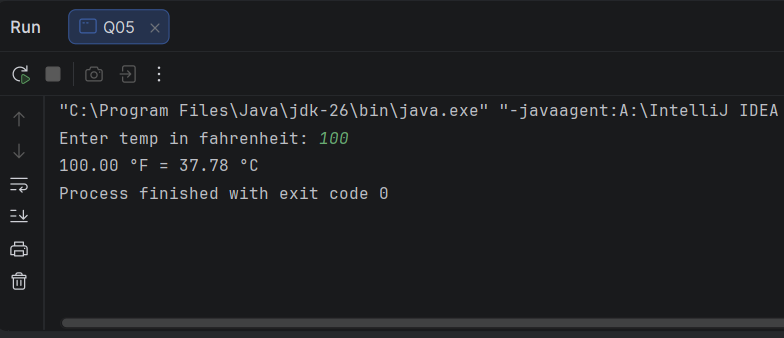 Run Q05
"C:\Program Files\Java\jdk-26\bin\java.exe" "-javaagent:A:\IntelliJ IDEA
Enter temp in fahrenheit: 100
100.00 °F = 37.78 °C
Process finished with exit code 0